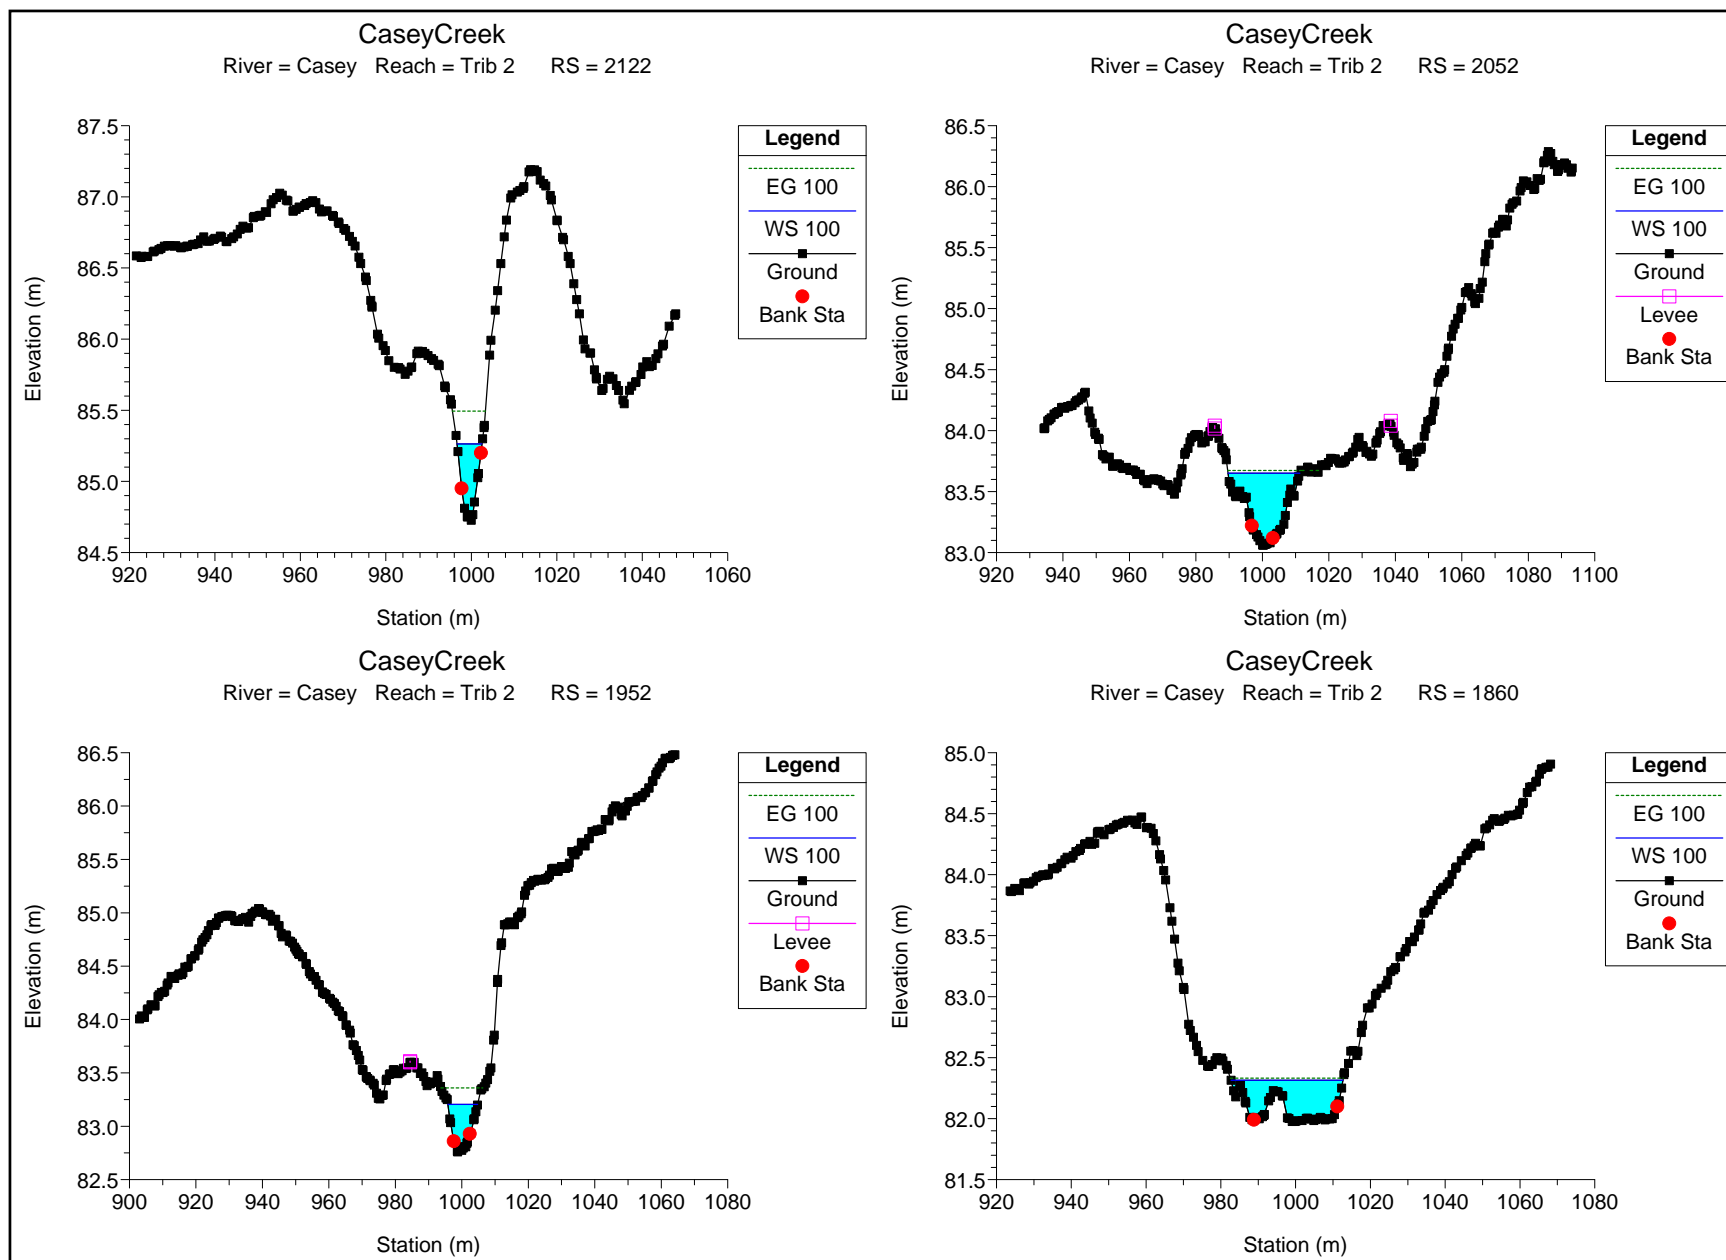 CaseyCreek
River = Casey Reach = Trib 2 RS = 2122
87.5
87.0
86.5
86.0
85.5
85.0
84.5
920 940 960 980 1000 1020 1040 1060
Elevation (m)
Station (m)
Legend
EG 100
WS 100
Ground
Bank Sta
CaseyCreek
River = Casey Reach = Trib 2 RS = 2052
86.5
86.0
85.5
85.0
84.5
84.0
83.5
83.0
920 940 960 980 1000 1020 1040 1060 1080 1100
Elevation (m)
Station (m)
Legend
EG 100
WS 100
Ground
Levee
Bank Sta
CaseyCreek
River = Casey Reach = Trib 2 RS = 1952
86.5
86.0
85.5
85.0
84.5
84.0
83.5
83.0
82.5
900 920 940 960 980 1000 1020 1040 1060 1080
Elevation (m)
Station (m)
Legend
EG 100
WS 100
Ground
Levee
Bank Sta
CaseyCreek
River = Casey Reach = Trib 2 RS = 1860
85.0
84.5
84.0
83.5
83.0
82.5
82.0
81.5
920 940 960 980 1000 1020 1040 1060 1080
Elevation (m)
Station (m)
Legend
EG 100
WS 100
Ground
Bank Sta